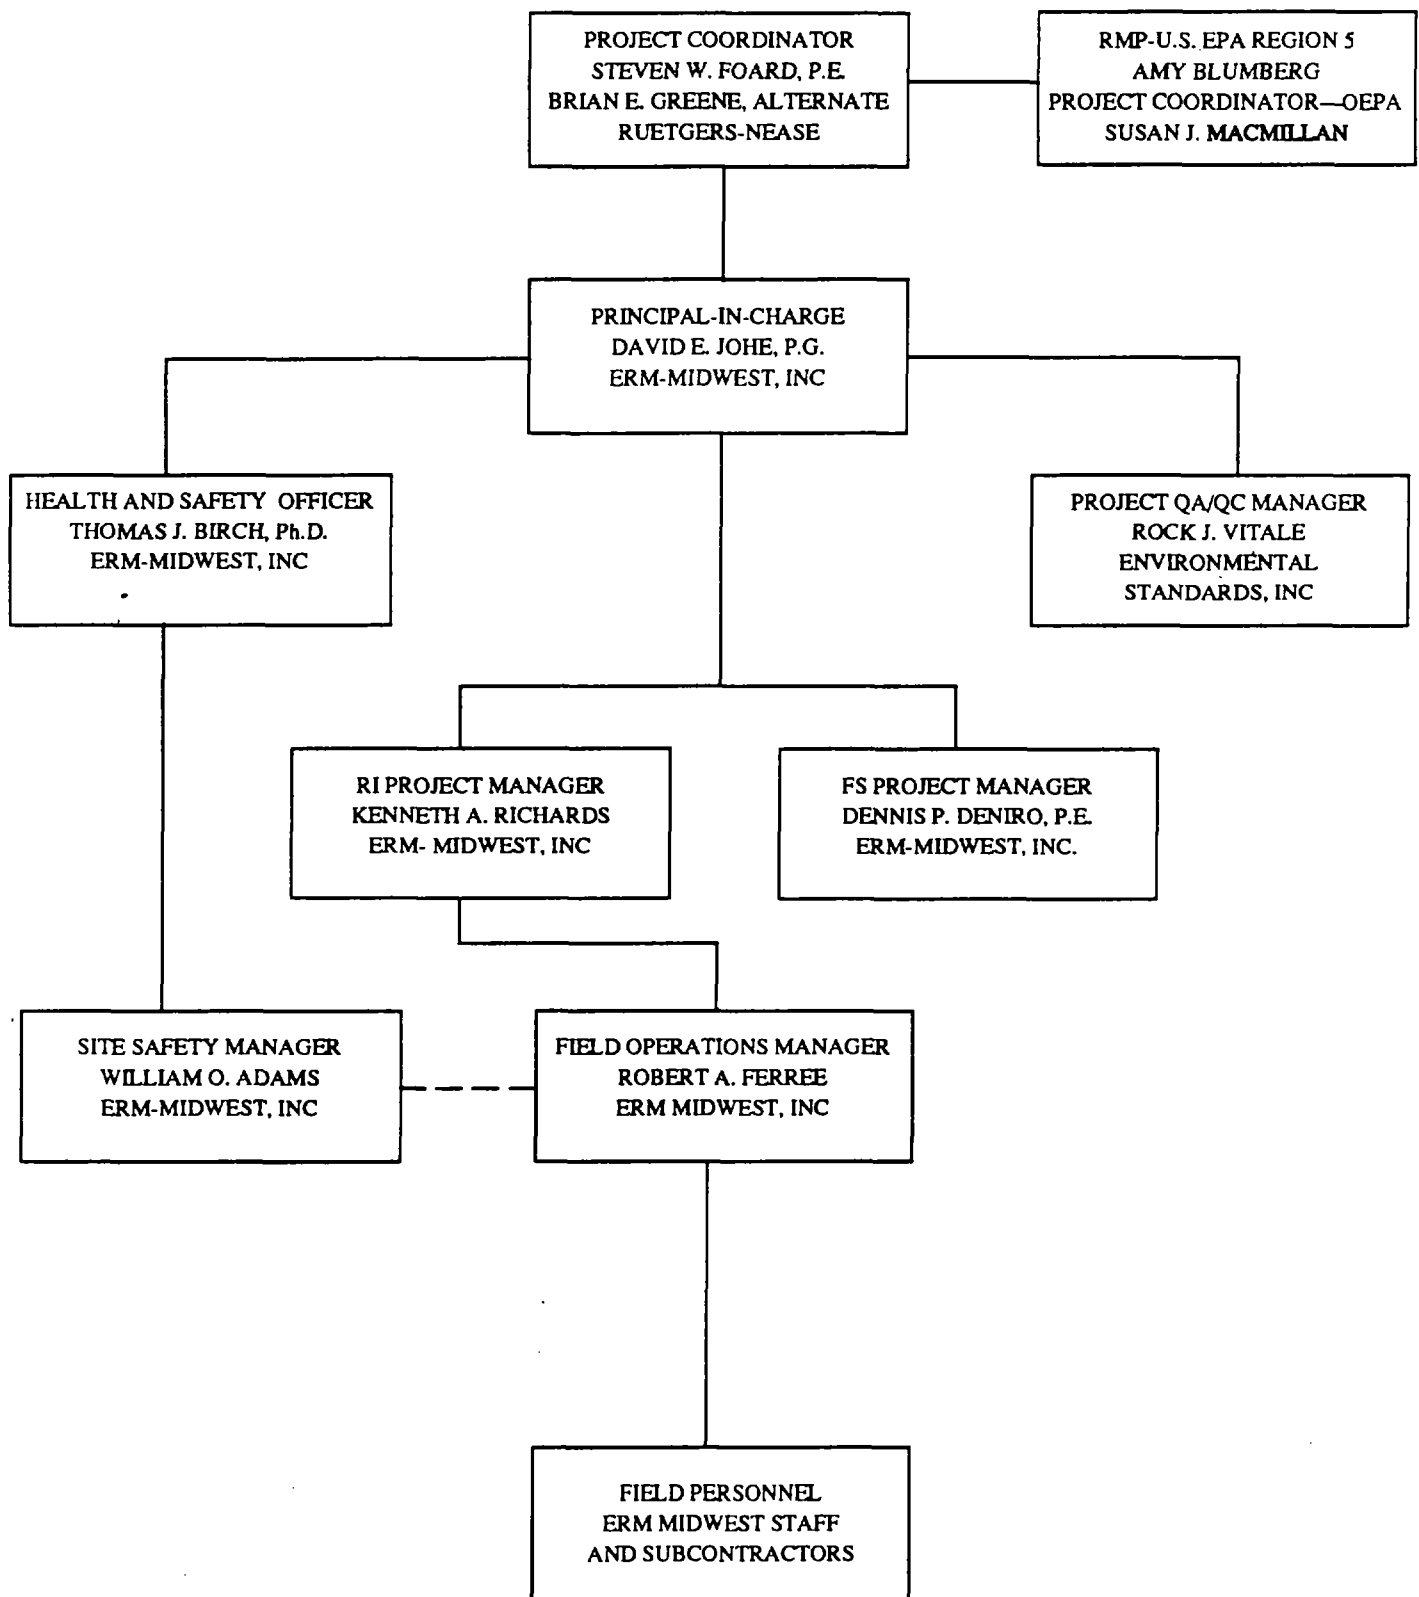 PROJECT COORDINATOR
STEVEN W. FOARD, P.E.
BRIAN E. GREENE, ALTERNATE
RUETGERS-NEASE
RMP-U.S. EPA REGION 5
AMY BLUMBERG
PROJECT COORDINATOR—OEPA
SUSAN J. MACMILLAN
PRINCIPAL-IN-CHARGE
DAVID E. JOHE, P.G.
ERM-MIDWEST, INC
HEALTH AND SAFETY OFFICER
THOMAS J. BIRCH, Ph.D.
ERM-MIDWEST, INC
PROJECT QA/QC MANAGER
ROCK J. VITALE
ENVIRONMENTAL
STANDARDS, INC
RI PROJECT MANAGER
KENNETH A. RICHARDS
ERM- MIDWEST, INC
FS PROJECT MANAGER
DENNIS P. DENIRO, P.E.
ERM-MIDWEST, INC.
SITE SAFETY MANAGER
WILLIAM O. ADAMS
ERM-MIDWEST, INC
FIELD OPERATIONS MANAGER
ROBERT A. FERREE
ERM MIDWEST, INC
FIELD PERSONNEL
ERM MIDWEST STAFF
AND SUBCONTRACTORS